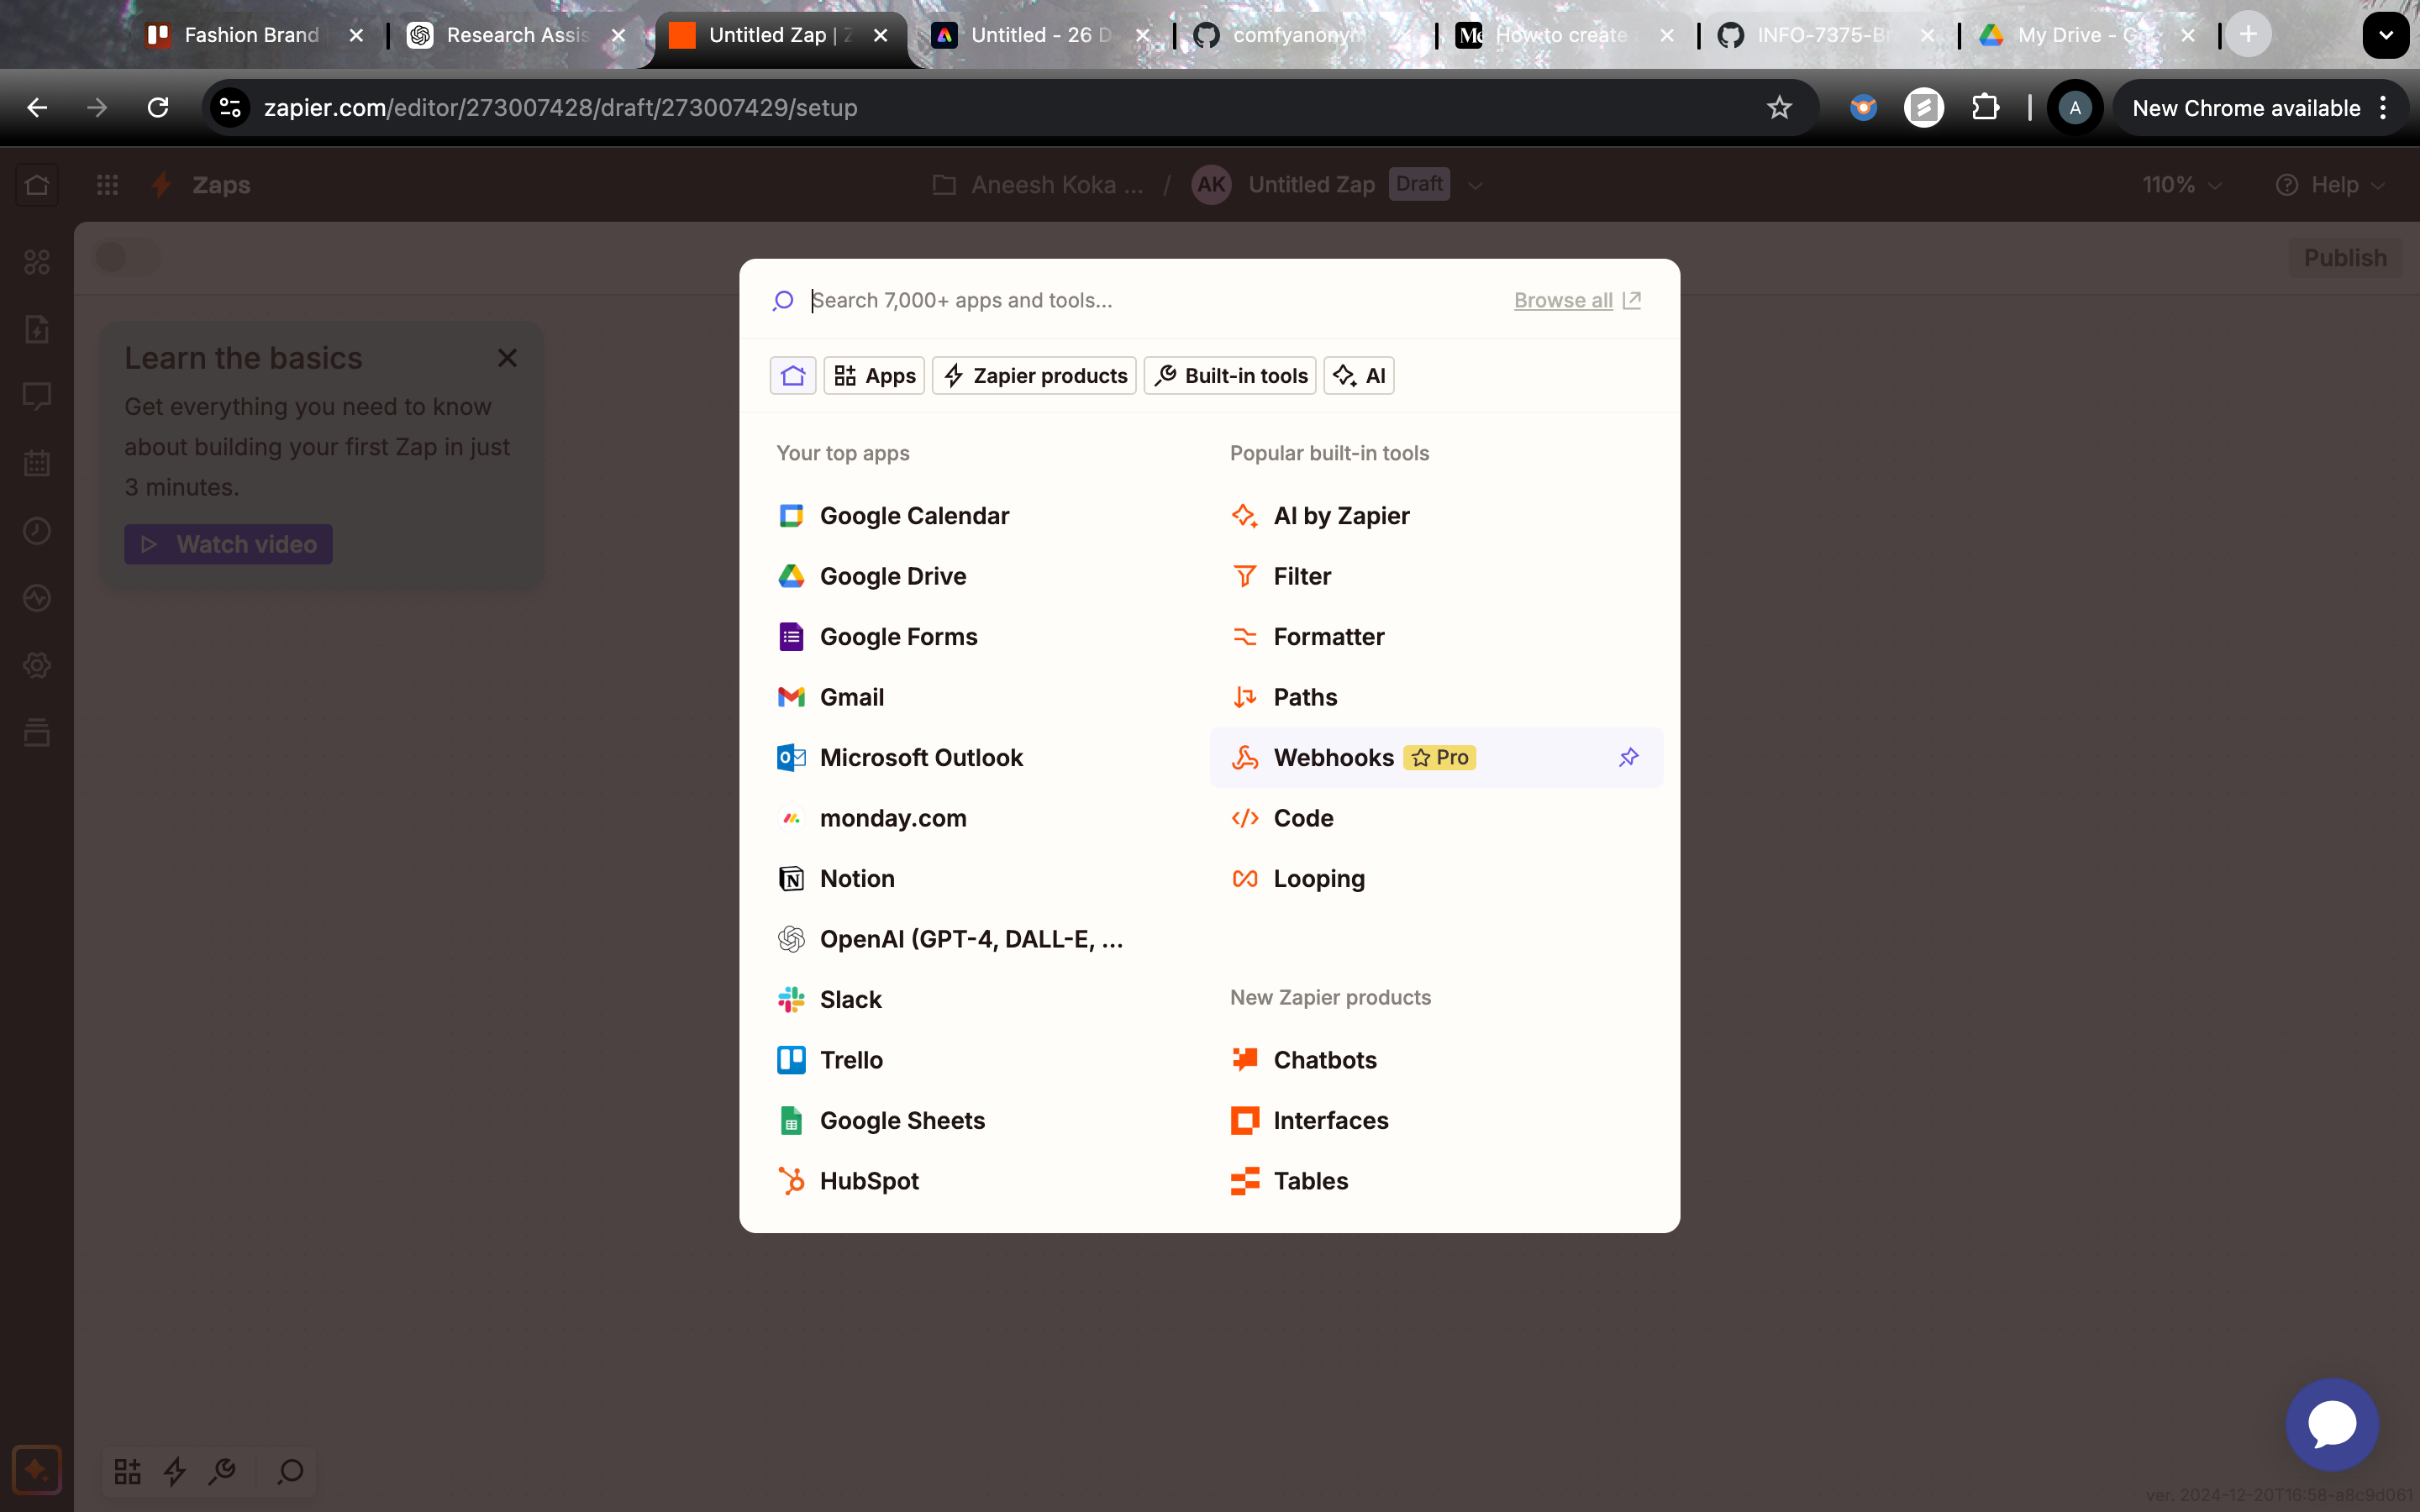 Fashion Brand
Research Assis
Untitled Zap | Z
Untitled - 26 D
comfyanonym
Me
How to create
INFO-7375-Br
My Drive - G
zapier.com/editor/273007428/draft/273007429/setup
A
New Chrome available
Zaps
Aneesh Koka ...
/
AK
Untitled Zap
Draft
110%
Help
Publish
Learn the basics
Get everything you need to know
about building your first Zap in just
3 minutes.
Watch video
Search 7,000+ apps and tools...
Browse all
Apps
Zapier products
Built-in tools
AI
Your top apps
Google Calendar
Google Drive
Google Forms
Gmail
Microsoft Outlook
monday.com
Notion
OpenAI (GPT-4, DALL-E, ...
Slack
Trello
Google Sheets
HubSpot
Popular built-in tools
AI by Zapier
Filter
Formatter
Paths
Webhooks
Pro
Code
Looping
New Zapier products
Chatbots
Interfaces
Tables
ver. 2024-12-20T16:58-a8c9d061